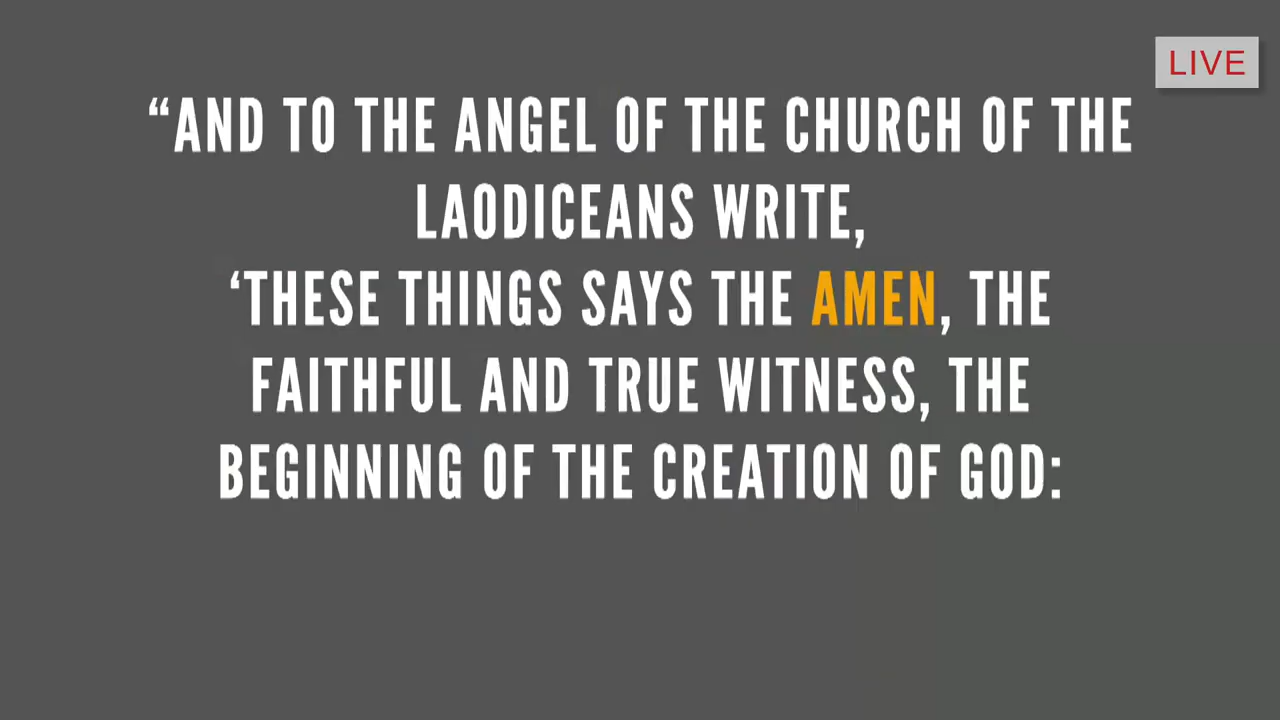 LIVE
“AND TO THE ANGEL OF THE CHURCH OF THE
LAODICEANS WRITE,
‘THESE THINGS SAYS THE AMEN, THE
FAITHFUL AND TRUE WITNESS, THE
BEGINNING OF THE CREATION OF GOD: